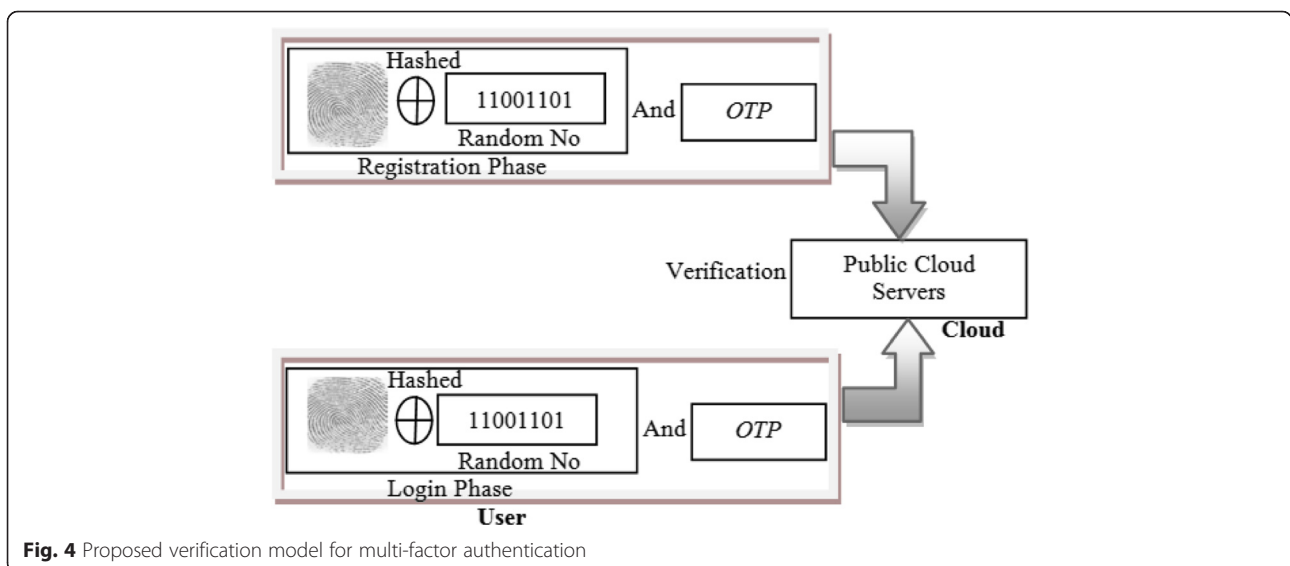 Hashed
11001101
Random No
And
OTP
Registration Phase
Verification
Public Cloud
Servers
Cloud
Hashed
11001101
Random No
And
OTP
Login Phase
User
Fig. 4 Proposed verification model for multi-factor authentication